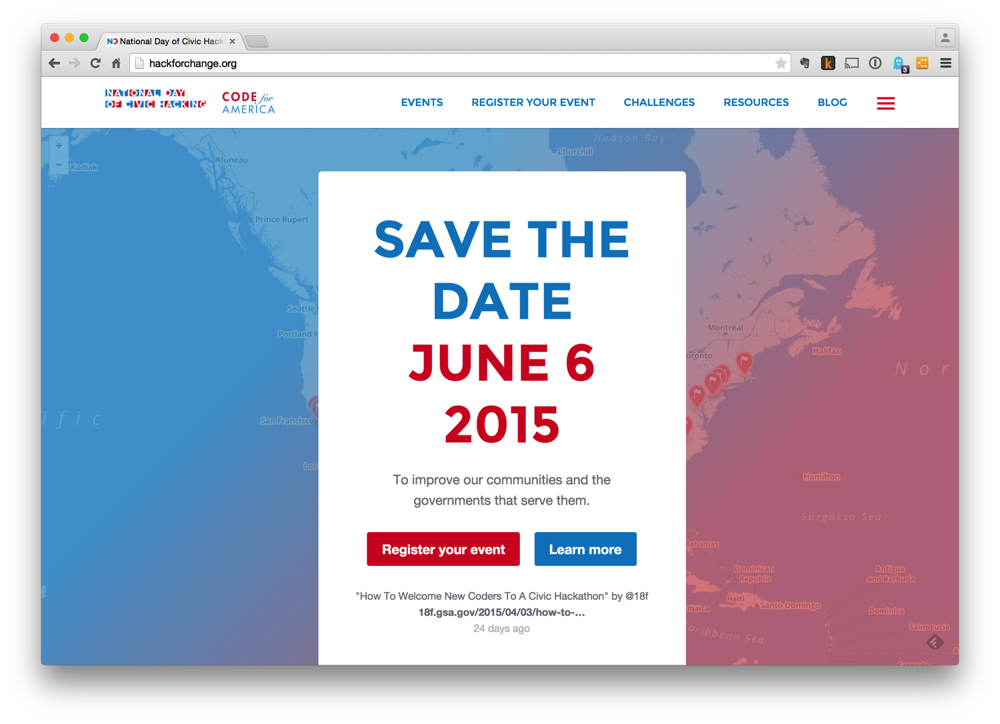 National Day of Civic Hack
hackforchange.org
3
NATIONAL DAY
OF CIVIC HACKING
CODE for
AMERICA
EVENTS
REGISTER YOUR EVENT
CHALLENGES
RESOURCES
BLOG
+
−
Kodiak
Juneau
Hudson Bay
Churchill
B.C.
Prince Rupert
N.L.
Que
Seattle
Portland
Montreal
N.B.
P.E.I.
Maine
N.S.
Halifax
oronto
N.Y.
Nor
ific
San Francisco
Los
SAVE THE
DATE
JUNE 6
2015
To improve our communities and the
governments that serve them.
Register your event
Learn more
"How To Welcome New Coders To A Civic Hackathon" by @18f
18f.gsa.gov/2015/04/03/how-to-...
24 days ago
Hamilton
Sargasso Sea
Bahamas
Dominican
Republic
Antigua
and Barbuda
Haiti
Santo Domingo
maica
Dominica
aribbean Sea
Saint Lucia
B
Grenada